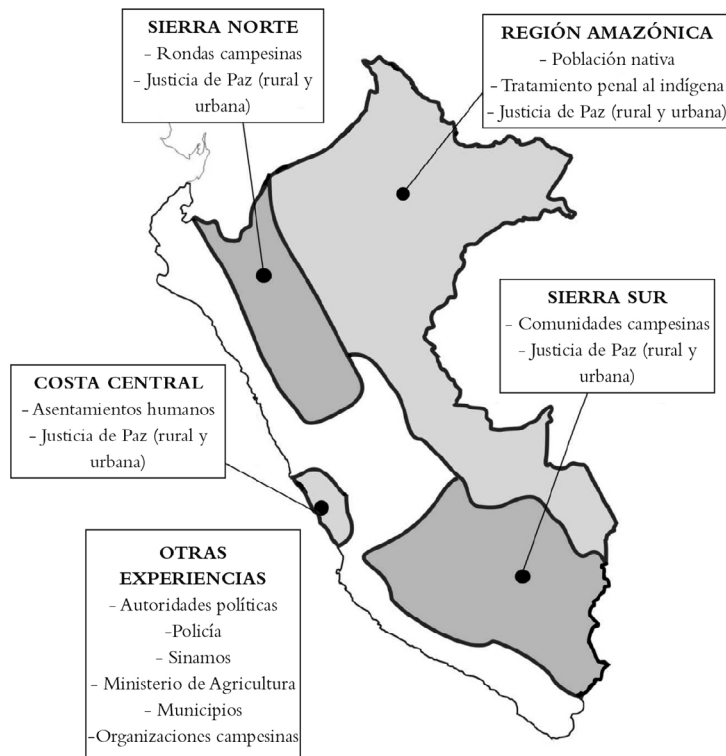 SIERRA NORTE
- Rondas campesinas
- Justicia de Paz (rural y
urbana)
REGIÓN AMAZÓNICA
- Población nativa
- Tratamiento penal al indígena
- Justicia de Paz (rural y urbana)
SIERRA SUR
- Comunidades campesinas
- Justicia de Paz (rural y
urbana)
COSTA CENTRAL
- Asentamientos humanos
- Justicia de Paz (rural y
urbana)
OTRAS
EXPERIENCIAS
- Autoridades políticas
-Policía
- Sinamos
- Ministerio de Agricultura
- Municipios
-Organizaciones campesinas